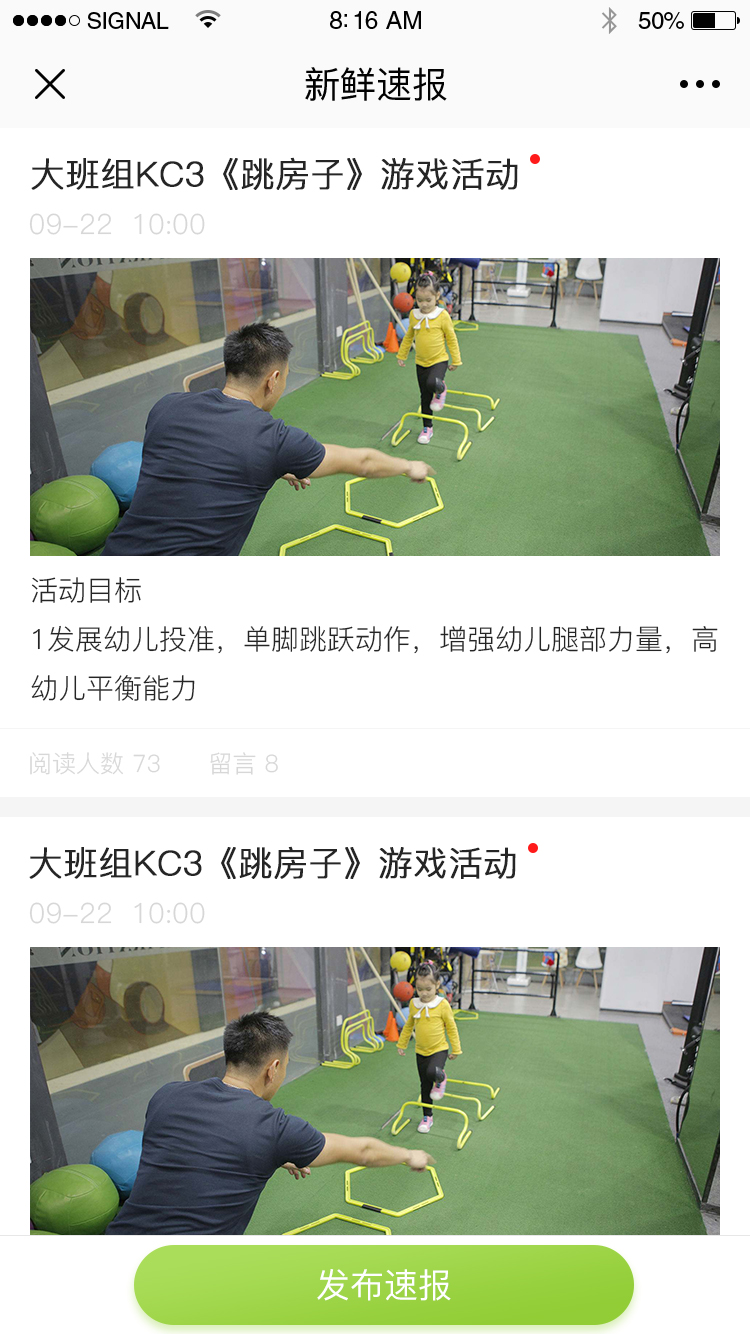 SIGNAL 8:16 AM 50%
新鲜速报
大班组KC3《跳房子》游戏活动
09-22 10:00
活动目标
1发展幼儿投准，单脚跳跃动作，增强幼儿腿部力量，高
幼儿平衡能力
阅读人数 73 留言 8
大班组KC3《跳房子》游戏活动
09-22 10:00
发布速报